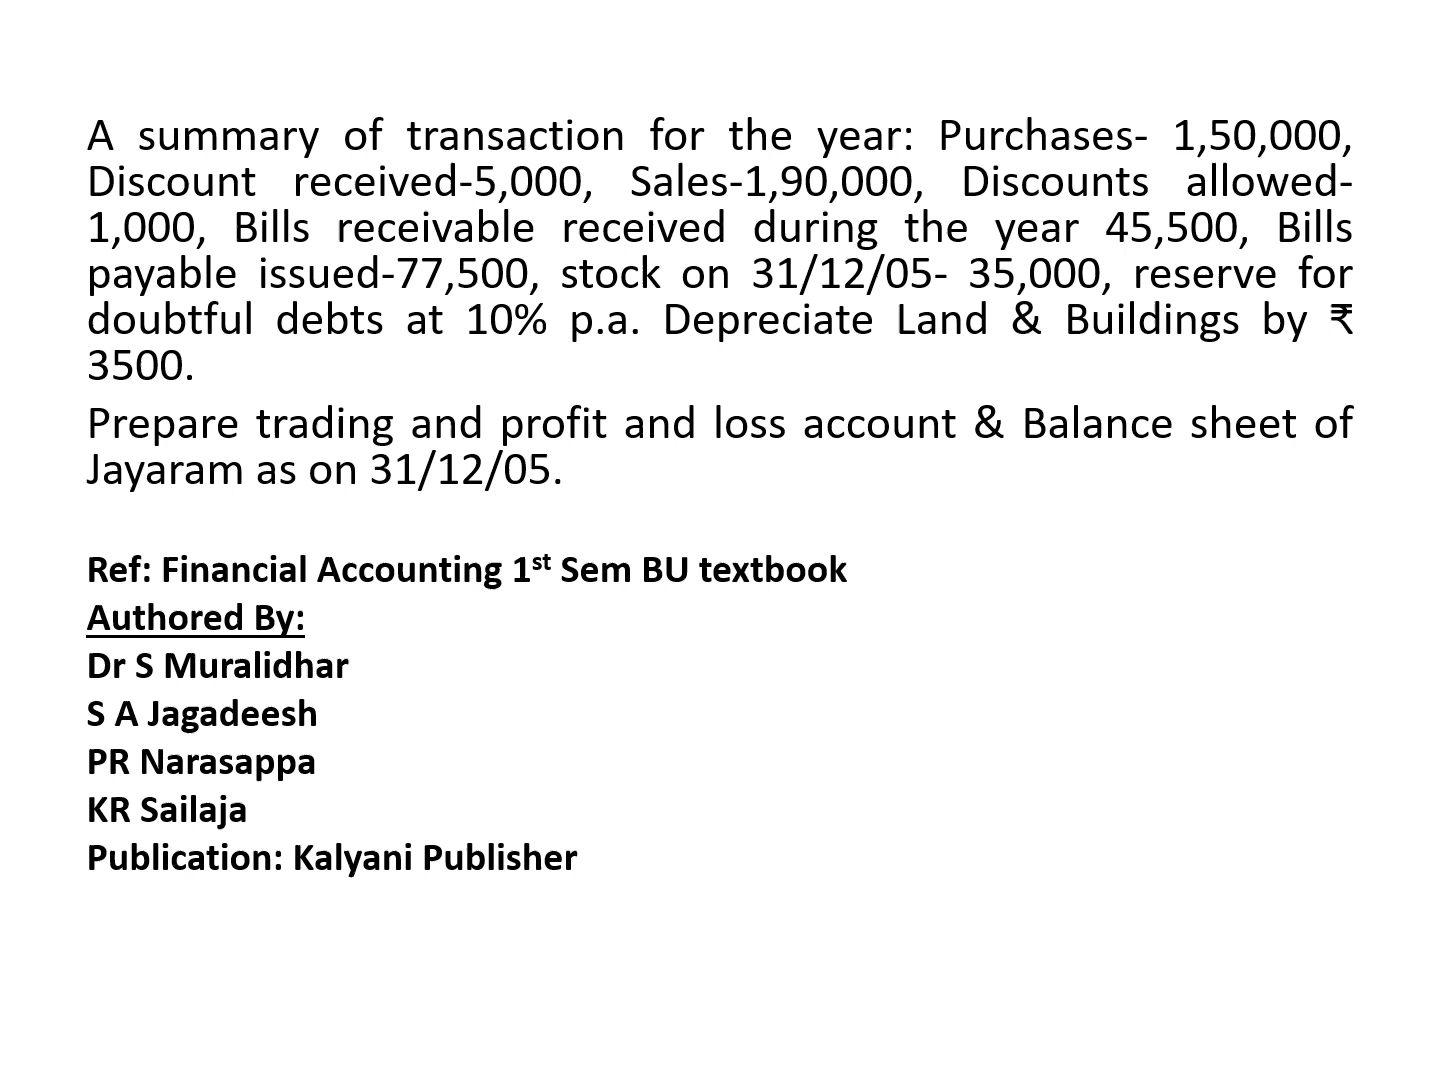 A summary of transaction for the year: Purchases- 1,50,000,
Discount received-5,000, Sales-1,90,000, Discounts allowed-
1,000, Bills receivable received during the year 45,500, Bills
payable issued-77,500, stock on 31/12/05- 35,000, reserve for
doubtful debts at 10% p.a. Depreciate Land & Buildings by ₹
3500.
Prepare trading and profit and loss account & Balance sheet of
Jayaram as on 31/12/05.
Ref: Financial Accounting 1st Sem BU textbook
Authored By:
Dr S Muralidhar
S A Jagadeesh
PR Narasappa
KR Sailaja
Publication: Kalyani Publisher